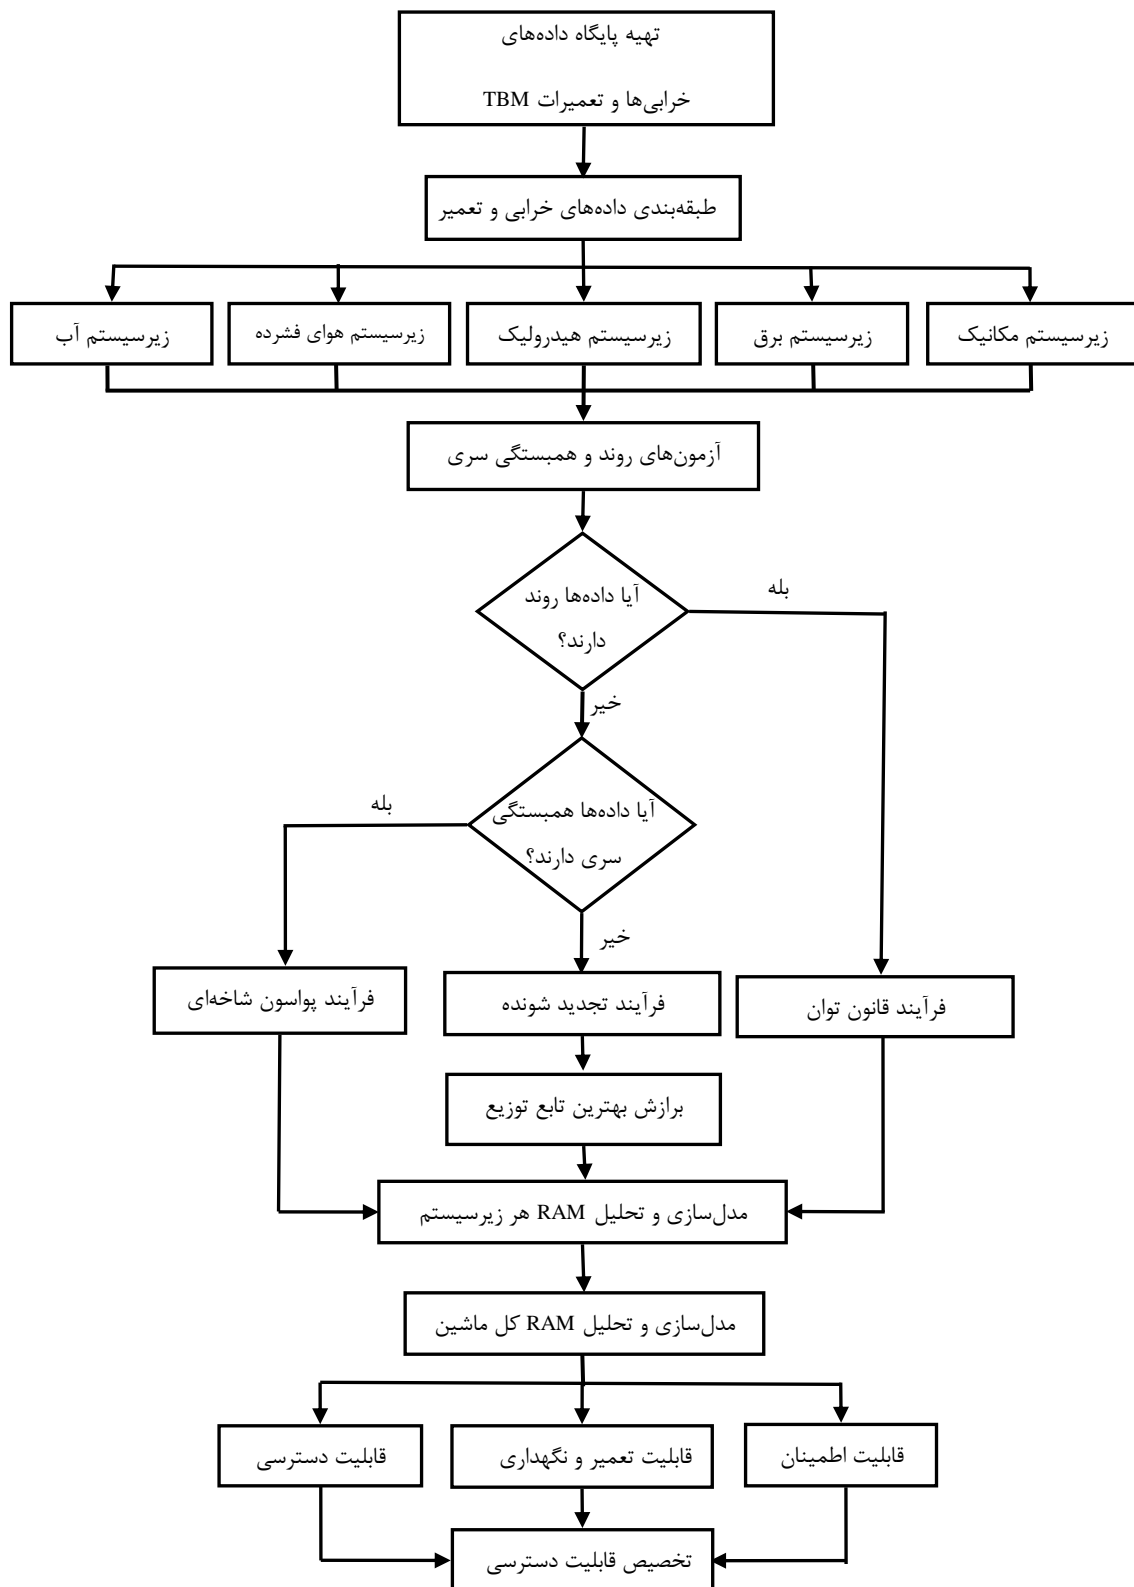 تهیه پایگاه داده‌های
خرابی‌ها و تعمیرات TBM
طبقه‌بندی داده‌های خرابی و تعمیر
زیرسیستم مکانیک
زیرسیستم برق
زیرسیستم هیدرولیک
زیرسیستم هوای فشرده
زیرسیستم آب
آزمون‌های روند و همبستگی سری
آیا داده‌ها روند
دارند؟
بله
خیر
آیا داده‌ها همبستگی
سری دارند؟
بله
خیر
فرآیند قانون توان
فرآیند تجدید شونده
فرآیند پواسون شاخه‌ای
برازش بهترین تابع توزیع
مدل‌سازی و تحلیل RAM هر زیرسیستم
مدل‌سازی و تحلیل RAM کل ماشین
قابلیت اطمینان
قابلیت تعمیر و نگهداری
قابلیت دسترسی
تخصیص قابلیت دسترسی